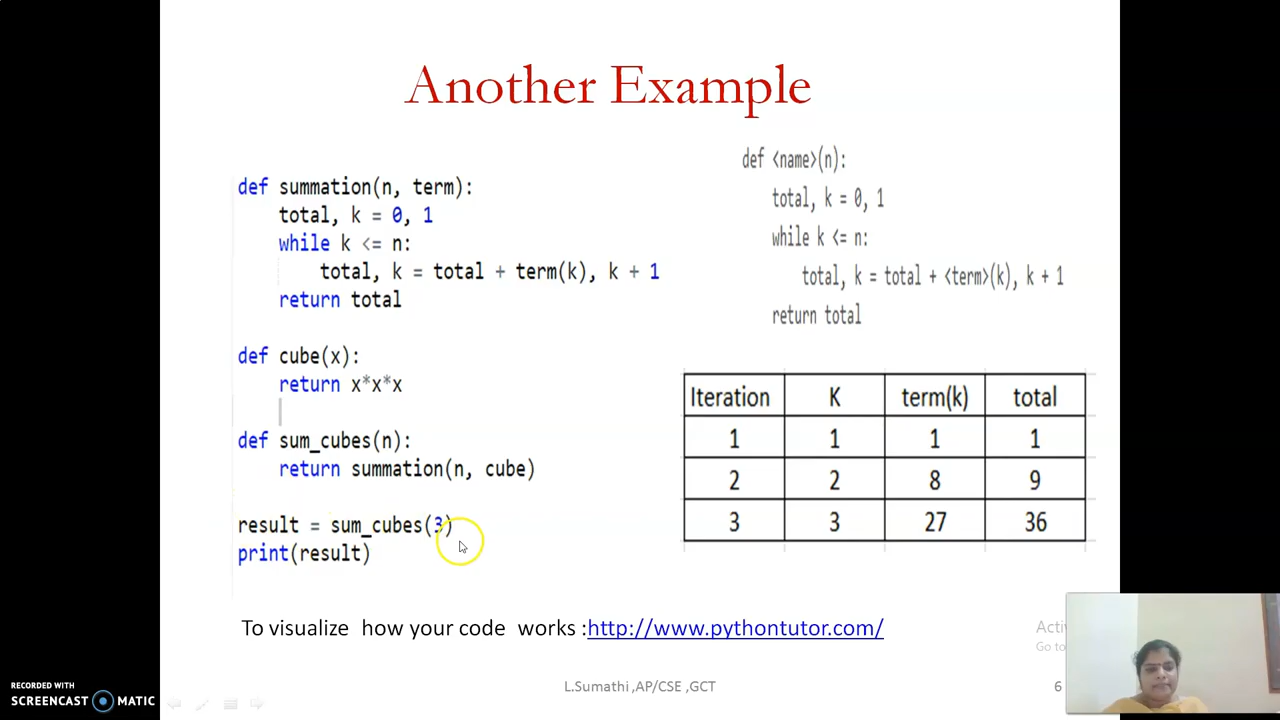 Another Example
def summation(n, term):
total, k = 0, 1
while k <= n:
total, k = total + term(k), k + 1
return total
def cube(x):
return x*x*x
def sum_cubes(n):
return summation(n, cube)
result = sum_cubes(3)
print(result)
def <name>(n):
total, k = 0, 1
while k <= n:
total, k = total + <term>(k), k + 1
return total
Iteration K term(k) total
1 1 1 1
2 2 8 9
3 3 27 36
To visualize how your code works :http://www.pythontutor.com/
Acti
Go to
L.Sumathi ,AP/CSE ,GCT
6
RECORDED WITH
SCREENCAST MATIC